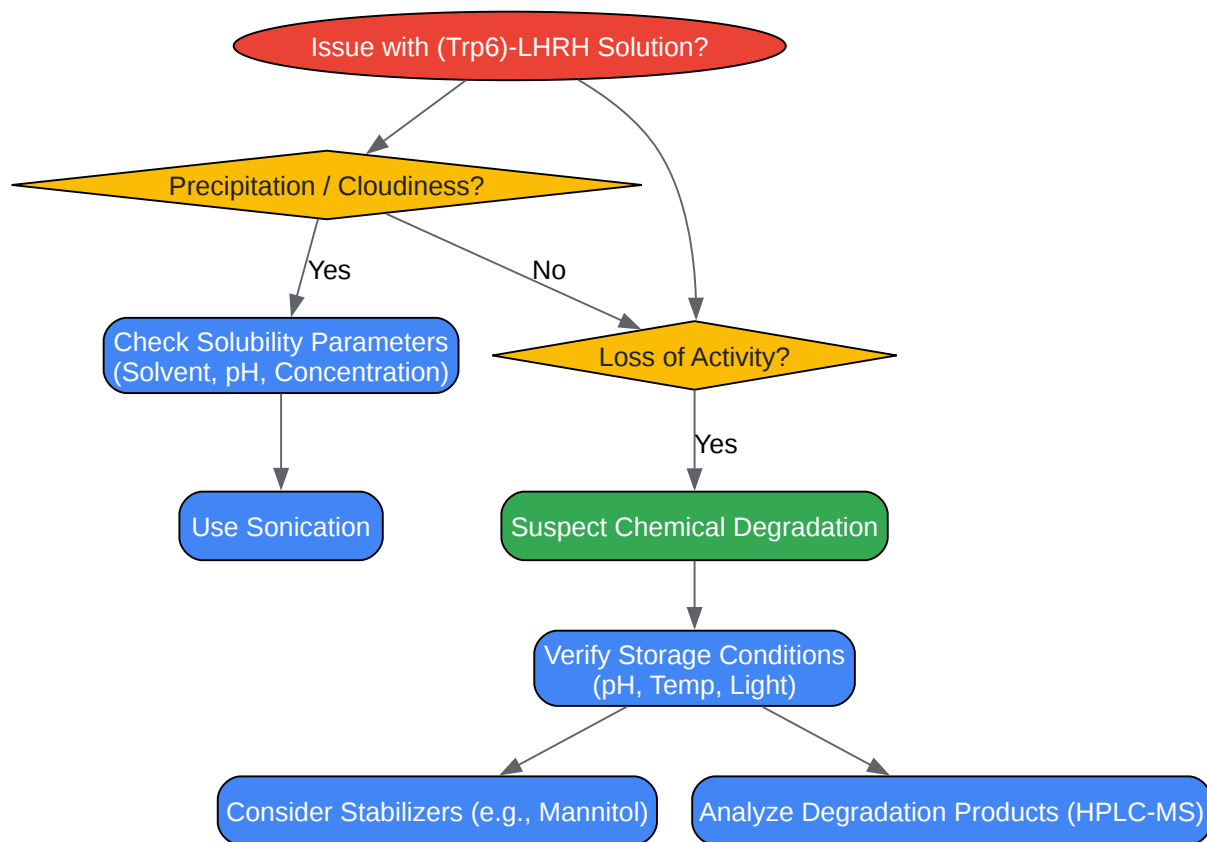 Issue with (Trp6)-LHRH Solution?
Precipitation / Cloudiness?
Yes
No
Check Solubility Parameters
(Solvent, pH, Concentration)
Loss of Activity?
Yes
Use Sonication
Suspect Chemical Degradation
Verify Storage Conditions
(pH, Temp, Light)
Consider Stabilizers (e.g., Mannitol)
Analyze Degradation Products (HPLC-MS)